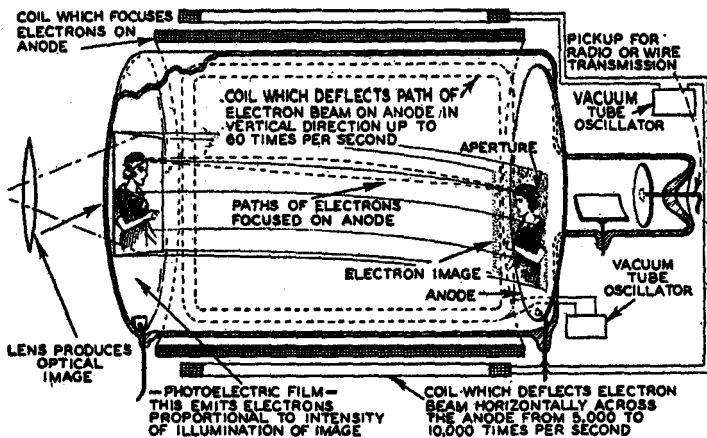 COIL WHICH FOCUSES
ELECTRONS ON
ANODE
PICKUP FOR
RADIO OR WIRE
TRANSMISSION
COIL WHICH DEFLECTS PATH OF
ELECTRON BEAM ON ANODE IN
VERTICAL DIRECTION UP TO
60 TIMES PER SECOND
VACUUM
TUBE
OSCILLATOR
APERTURE
PATHS OF ELECTRONS
FOCUSED ON ANODE
ELECTRON IMAGE
ANODE
VACUUM
TUBE
OSCILLATOR
LENS PRODUCES
OPTICAL
IMAGE
-PHOTOELECTRIC FILM-
THIS EMITS ELECTRONS
PROPORTIONAL TO INTENSITY
OF ILLUMINATION OF IMAGE
COIL WHICH DEFLECTS ELECTRON
BEAM HORIZONTALLY ACROSS
THE ANODE FROM 5,000 TO
10,000 TIMES PER SECOND